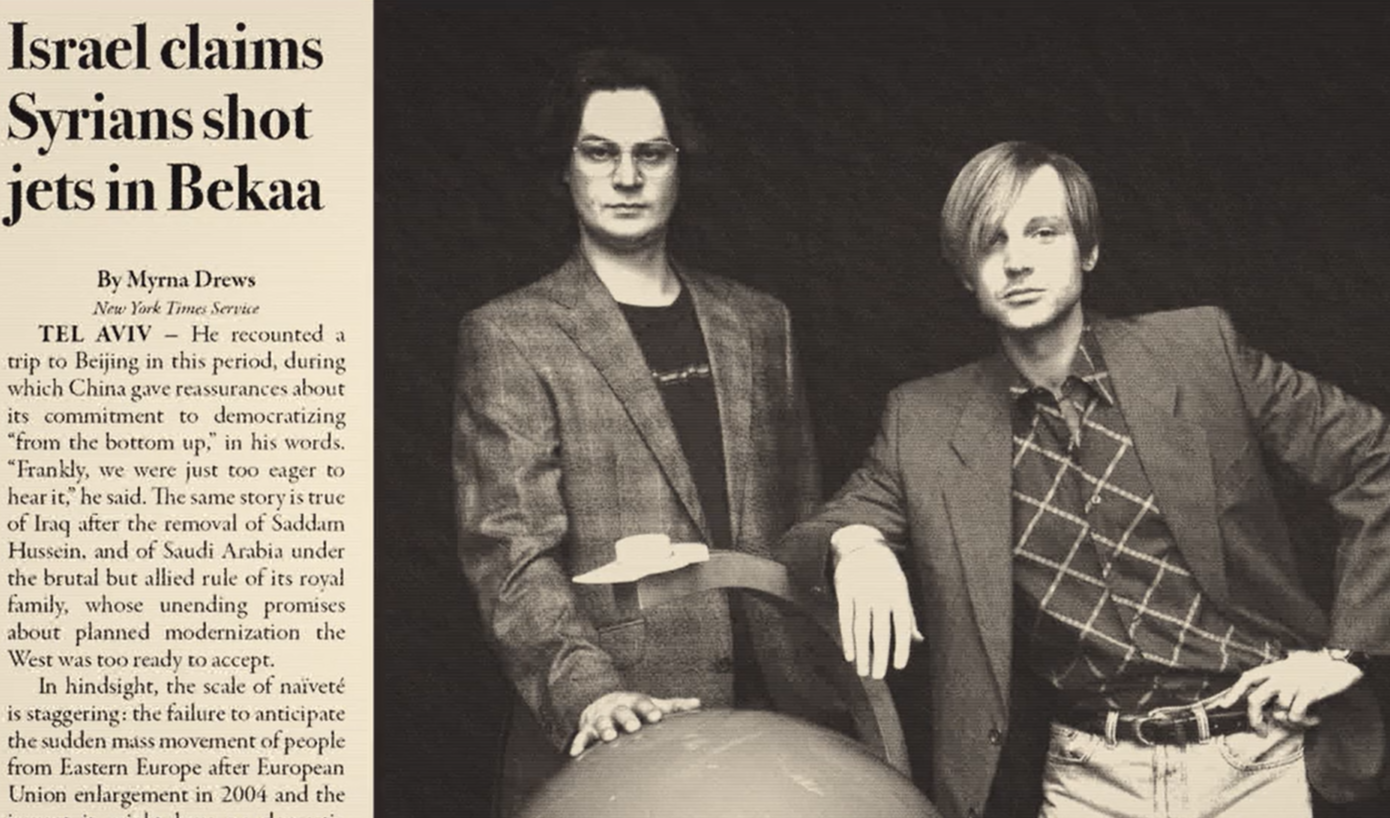 Israel claims
Syrians shot
jets in Bekaa
By Myrna Drews
New York Times Service
TEL AVIV – He recounted a
trip to Beijing in this period, during
which China gave reassurances about
its commitment to democratizing
“from the bottom up,” in his words.
“Frankly, we were just too eager to
hear it,” he said. The same story is true
of Iraq after the removal of Saddam
Hussein, and of Saudi Arabia under
the brutal but allied rule of its royal
family, whose unending promises
about planned modernization the
West was too ready to accept.
In hindsight, the scale of naïveté
is staggering: the failure to anticipate
the sudden mass movement of people
from Eastern Europe after European
Union enlargement in 2004 and the